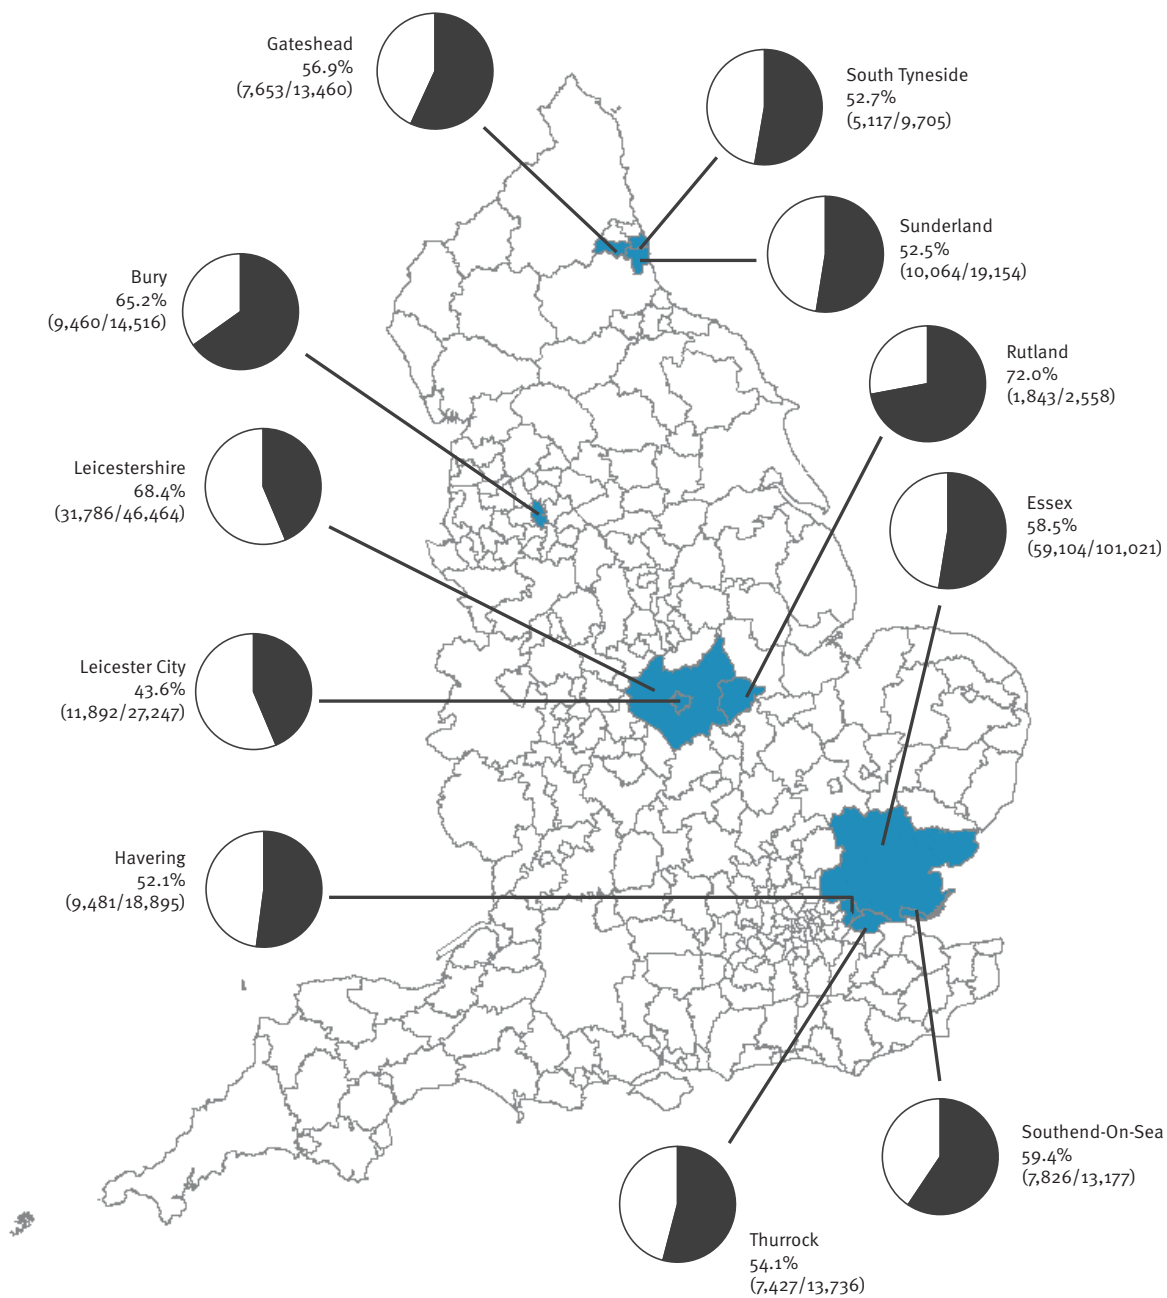 Gateshead
56.9%
(7,653/13,460)
South Tyneside
52.7%
(5,117/9,705)
Sunderland
52.5%
(10,064/19,154)
Bury
65.2%
(9,460/14,516)
Rutland
72.0%
(1,843/2,558)
Leicestershire
68.4%
(31,786/46,464)
Essex
58.5%
(59,104/101,021)
Leicester City
43.6%
(11,892/27,247)
Havering
52.1%
(9,481/18,895)
Southend-On-Sea
59.4%
(7,826/13,177)
Thurrock
54.1%
(7,427/13,736)